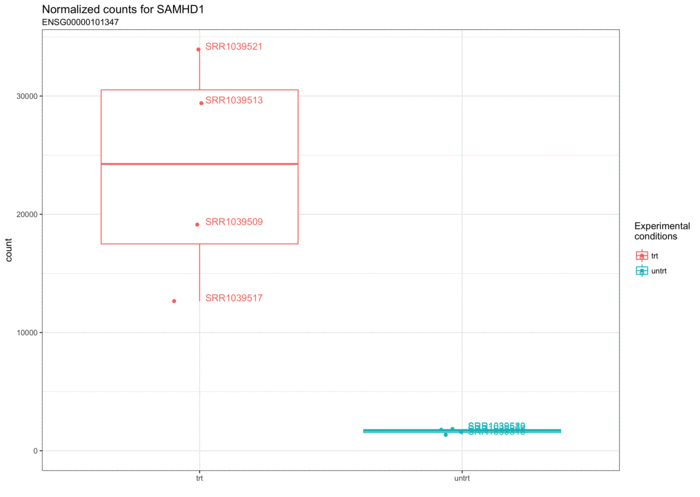 Normalized counts for SAMHD1
ENSG00000101347
SRR1039521
30000
SRR1039513
20000
SRR1039509
count
Experimental
conditions
trt
untrt
SRR1039517
10000
0
trt
untrt